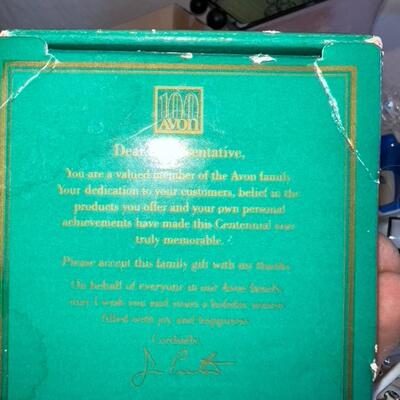 100
AVON
Dear Representative,
You are a valued member of the Avon family.
Your dedication to your customers, belief in the
products you offer and your own personal
achievements have made this Centennial year
truly memorable.
Please accept this family gift with my thanks.
On behalf of everyone in our Avon family,
may I wish you and yours a holiday season
filled with joy and happiness.
Cordially,